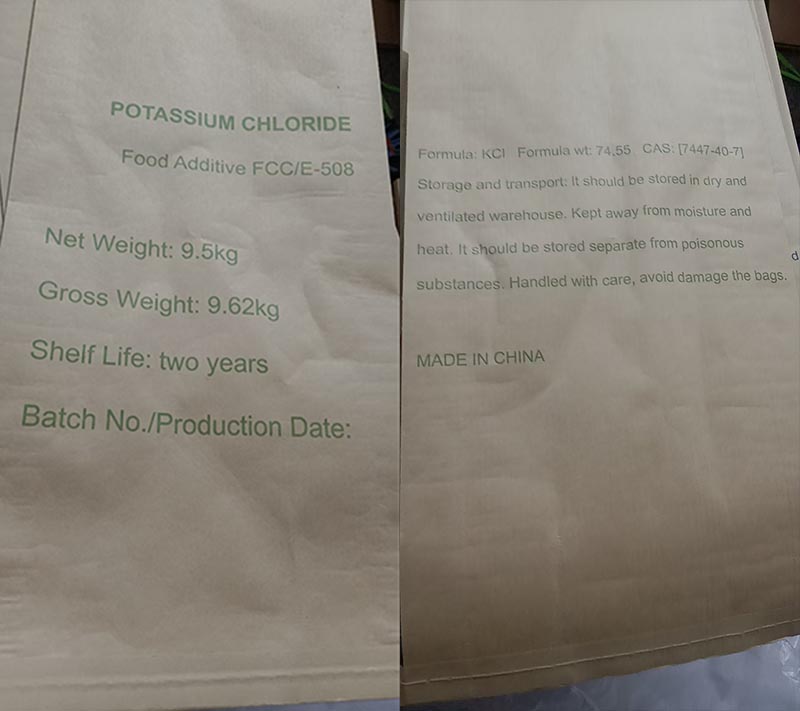 POTASSIUM CHLORIDE
Food Additive FCC/E-508
Net Weight: 9.5kg
Gross Weight: 9.62kg
Shelf Life: two years
Batch No./Production Date:
Formula: KCl Formula wt: 74.55 CAS: [7447-40-7]
Storage and transport: It should be stored in dry and
ventilated warehouse. Kept away from moisture and
heat. It should be stored separate from poisonous
substances. Handled with care, avoid damage the bags.
MADE IN CHINA
d